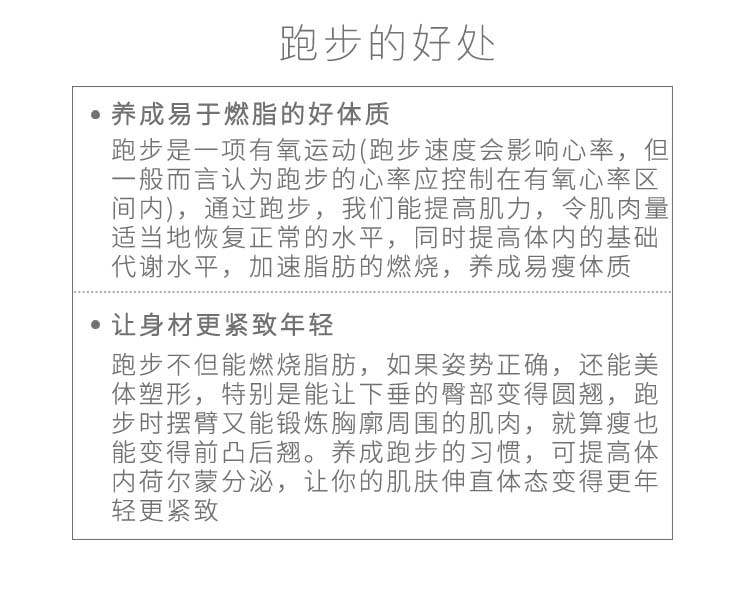 跑步的好处
• 养成易于燃脂的好体质
跑步是一项有氧运动(跑步速度会影响心率，但
一般而言认为跑步的心率应控制在有氧心率区
间内)，通过跑步，我们能提高肌力，令肌肉量
适当地恢复正常的水平，同时提高体内的基础
代谢水平，加速脂肪的燃烧，养成易瘦体质
• 让身材更紧致年轻
跑步不但能燃烧脂肪，如果姿势正确，还能美
体塑形，特别是能让下垂的臀部变得圆翘，跑
步时摆臂又能锻炼胸廓周围的肌肉，就算瘦也
能变得前凸后翘。养成跑步的习惯，可提高体
内荷尔蒙分泌，让你的肌肤伸直体态变得更年
轻更紧致